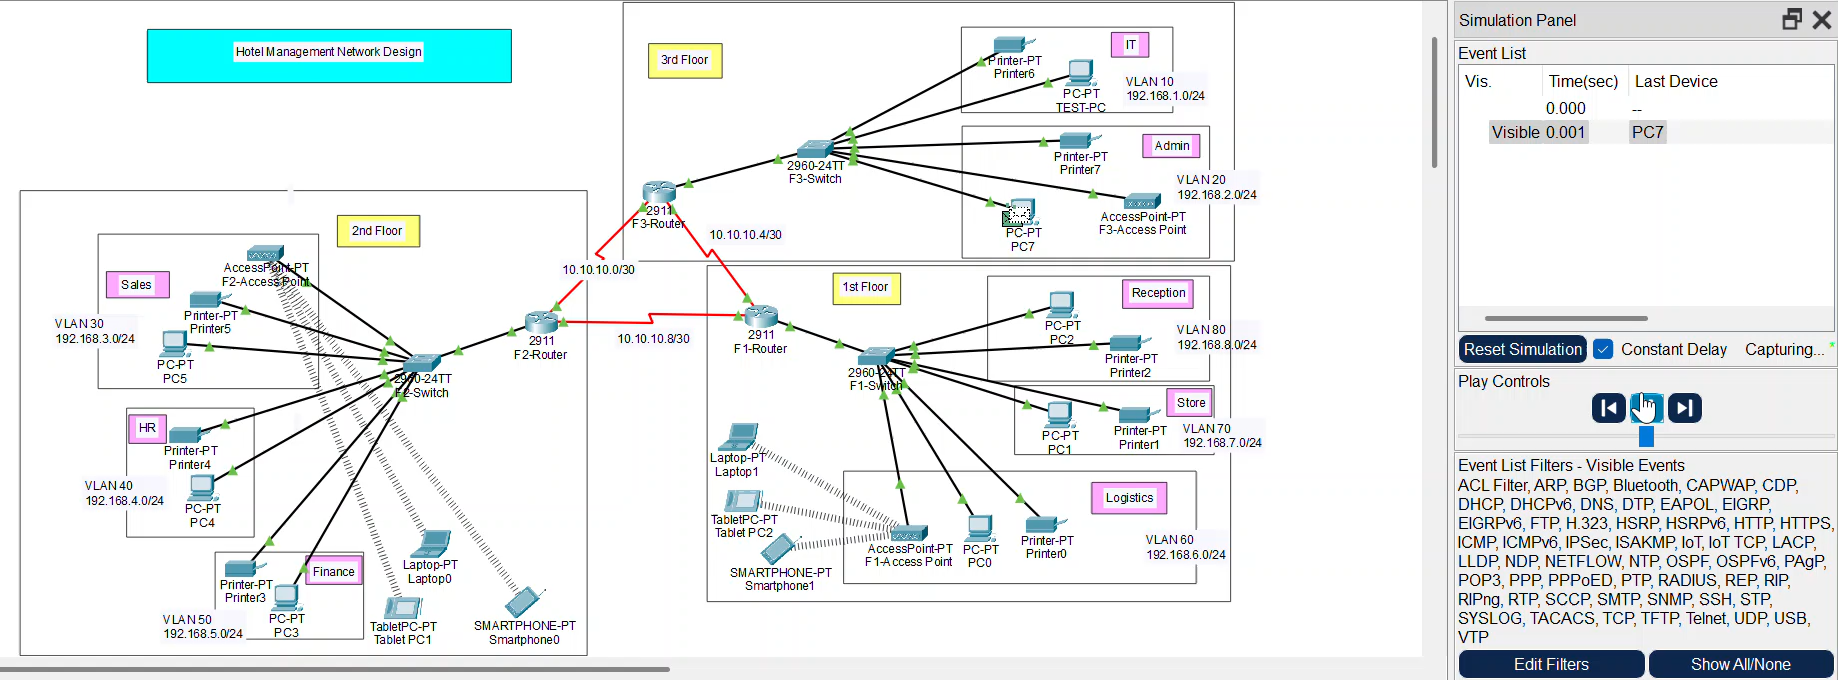 Hotel Management Network Design
3rd Floor
IT
Printer-PT
Printer6
PC-PT
TEST-PC
VLAN 10
192.168.1.0/24
2960-24TT
F3-Switch
Admin
Printer-PT
Printer7
VLAN 20
192.168.2.0/24
AccessPoint-PT
F3-Access Point
PC-PT
PC7
2911
F3-Router
10.10.10.4/30
10.10.10.0/30
10.10.10.8/30
2nd Floor
AccessPoint-PT
F2-Access Point
Sales
Printer-PT
Printer5
VLAN 30
192.168.3.0/24
PC-PT
PC5
2911
F2-Router
2960-24TT
F2-Switch
HR
Printer-PT
Printer4
VLAN 40
192.168.4.0/24
PC-PT
PC4
Finance
Printer-PT
Printer3
VLAN 50
192.168.5.0/24
PC-PT
PC3
Laptop-PT
Laptop0
TabletPC-PT
Tablet PC1
SMARTPHONE-PT
Smartphone0
1st Floor
2911
F1-Router
2960-24TT
F1-Switch
Reception
PC-PT
PC2
VLAN 80
192.168.8.0/24
Printer-PT
Printer2
Store
PC-PT
PC1
Printer-PT
Printer1
VLAN 70
192.168.7.0/24
Laptop-PT
Laptop1
TabletPC-PT
Tablet PC2
SMARTPHONE-PT
Smartphone1
Logistics
AccessPoint-PT
F1-Access Point
PC-PT
PC0
Printer-PT
Printer0
VLAN 60
192.168.6.0/24
Simulation Panel
Event List
Vis. Time(sec) Last Device
0.000 --
Visible 0.001 PC7
Reset Simulation Constant Delay Capturing... *
Play Controls
Event List Filters - Visible Events
ACL Filter, ARP, BGP, Bluetooth, CAPWAP, CDP,
DHCP, DHCPv6, DNS, DTP, EAPOL, EIGRP,
EIGRPv6, FTP, H.323, HSRP, HSRPv6, HTTP, HTTPS,
ICMP, ICMPv6, IPSec, ISAKMP, IoT, IoT TCP, LACP,
LLDP, NDP, NETFLOW, NTP, OSPF, OSPFv6, PAgP,
POP3, PPP, PPPoED, PTP, RADIUS, REP, RIP,
RIPng, RTP, SCCP, SMTP, SNMP, SSH, STP,
SYSLOG, TACACS, TCP, TFTP, Telnet, UDP, USB,
VTP
Edit Filters Show All/None